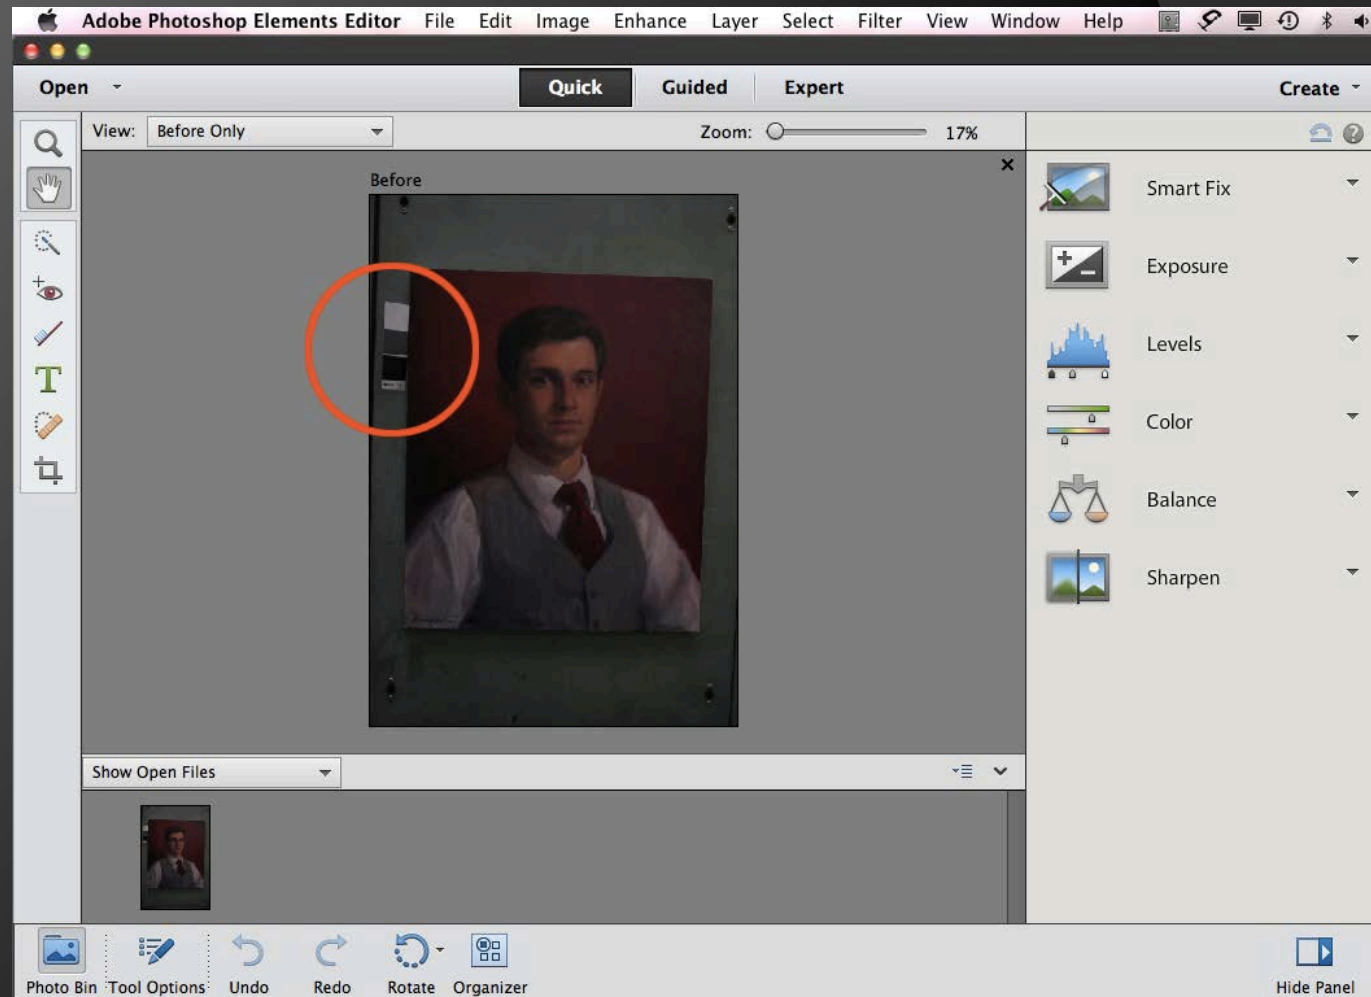 Adobe Photoshop Elements Editor File Edit Image Enhance Layer Select Filter View Window Help
Open Quick Guided Expert Create
View: Before Only Zoom: 17%
Before
Smart Fix
Exposure
Levels
Color
Balance
Sharpen
T
Show Open Files
Photo Bin Tool Options Undo Redo Rotate Organizer Hide Panel